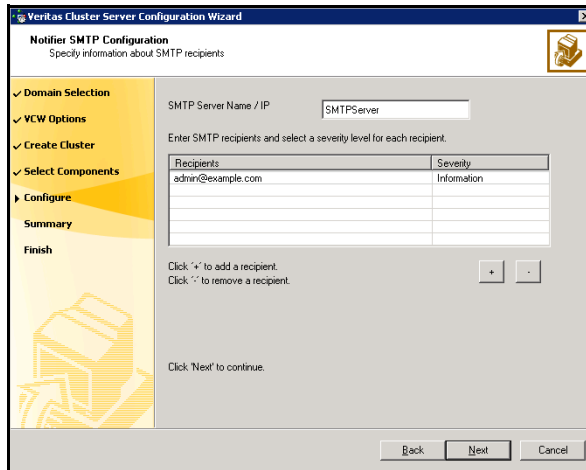 Veritas Cluster Server Configuration Wizard
Notifier SMTP Configuration
Specify information about SMTP recipients
Domain Selection
VCW Options
Create Cluster
Select Components
Configure
Summary
Finish
SMTP Server Name / IP
SMTPServer
Enter SMTP recipients and select a severity level for each recipient.
Recipients Severity
admin@example.com Information
Click '+' to add a recipient.
Click '-' to remove a recipient.
+ -
Click 'Next' to continue.
Back Next Cancel